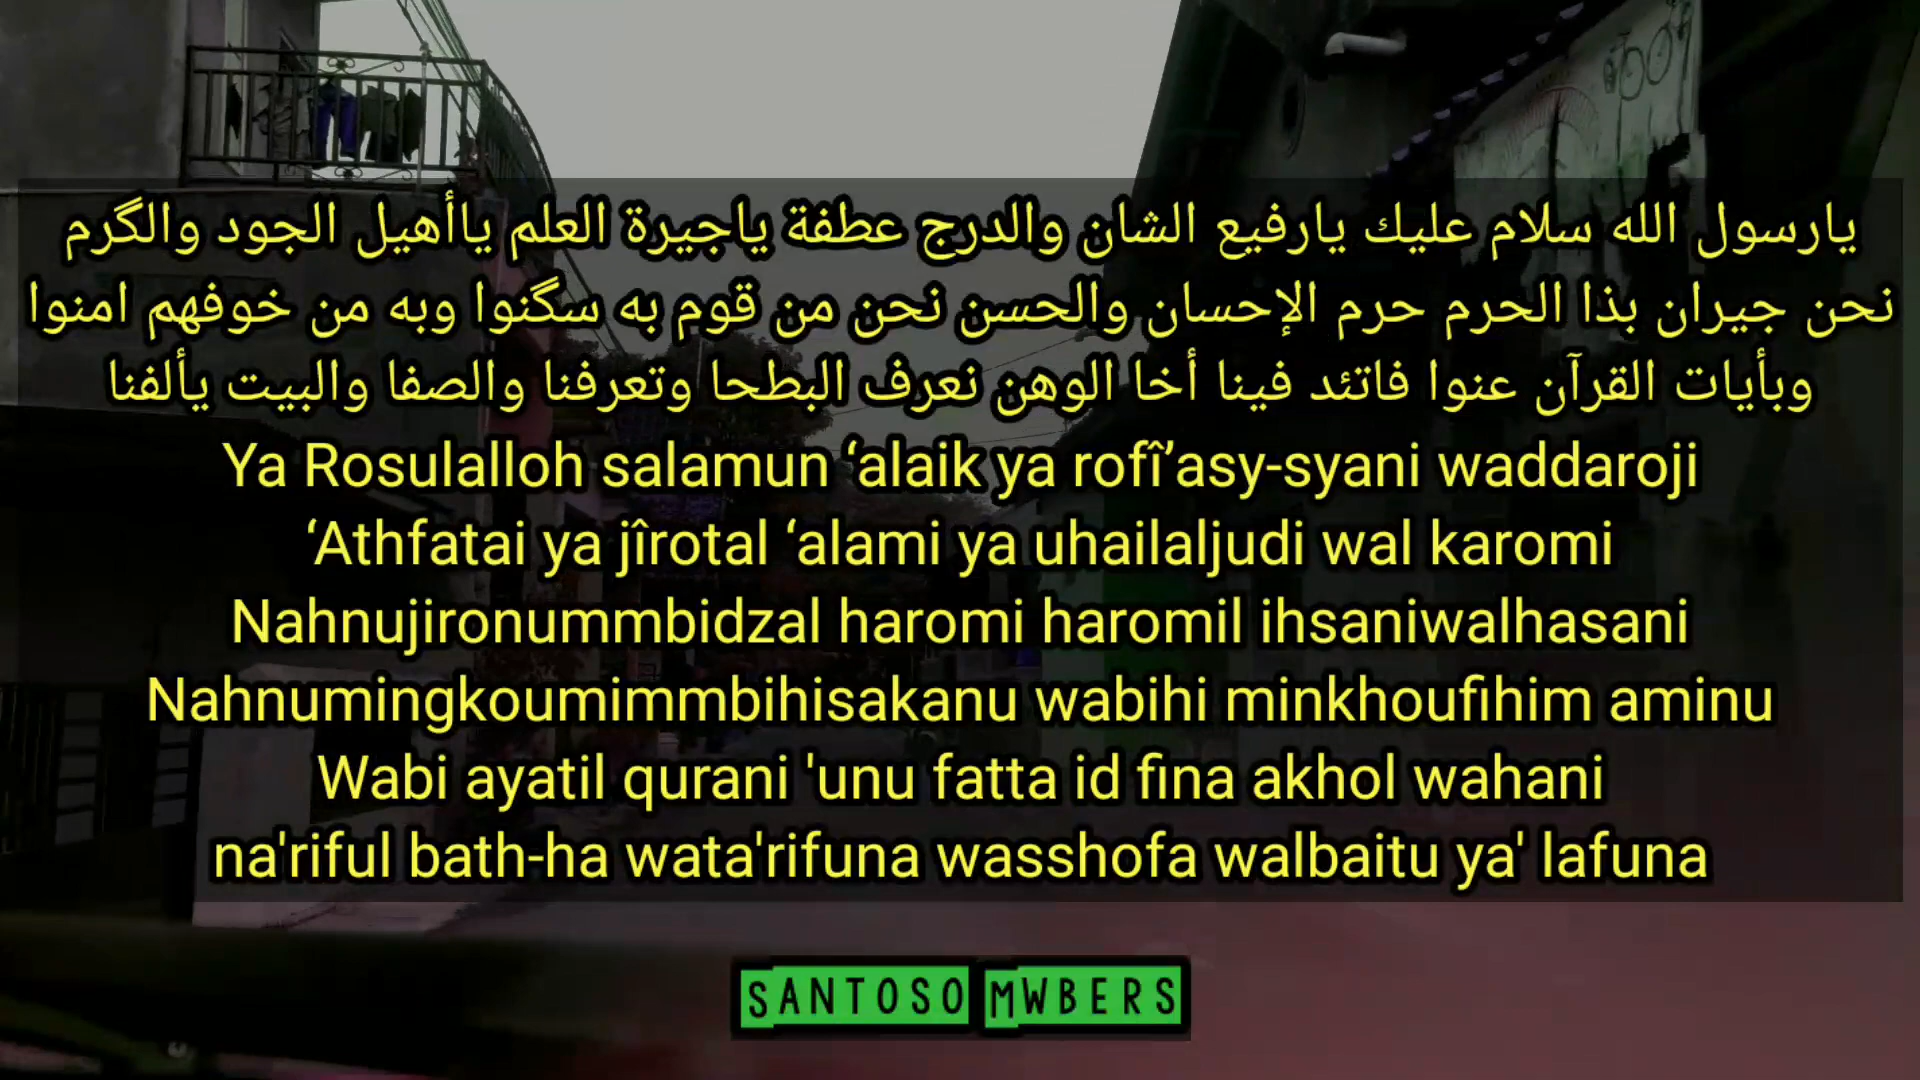 يارسول الله سلام عليك يارفيع الشان والدرج عطفة ياجيرة العلم ياأهيل الجود والگرم
نحن جيران بذا الحرم حرم الإحسان والحسن نحن من قوم به سگنوا وبه من خوفهم امنوا
وبأيات القرآن عنوا فاتئد فينا أخا الوهن نعرف البطحا وتعرفنا والصفا والبيت يألفنا
Ya Rosulalloh salamun ‘alaik ya rofî’asy-syani waddaroji
‘Athfatai ya jîrotal ‘alami ya uhailaljudi wal karomi
Nahnujironummbidzal haromi haromil ihsaniwalhasani
Nahnumingkoumimmbihisakanu wabihi minkhoufihim aminu
Wabi ayatil qurani 'unu fatta id fina akhol wahani
na'riful bath-ha wata'rifuna wasshofa walbaitu ya' lafuna
SANTOSO MWBERS